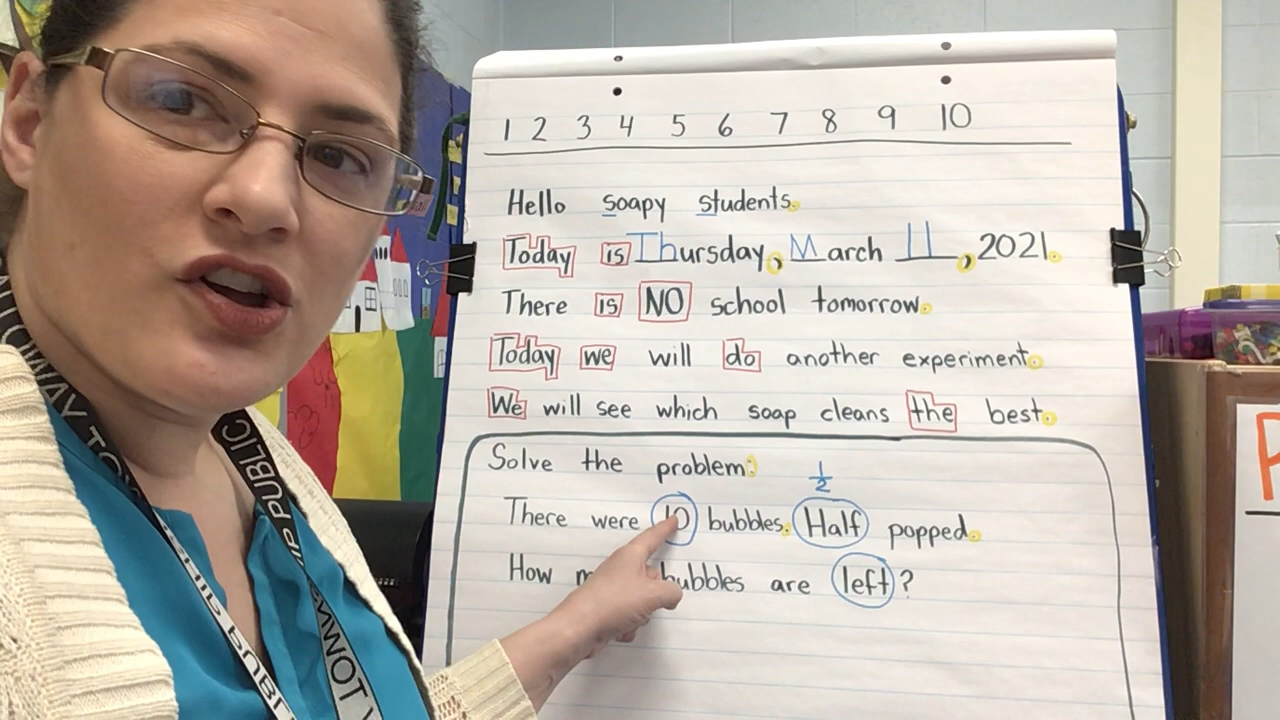 1 2 3 4 5 6 7 8 9 10
Hello soapy students.
Today is Thursday, March 11, 2021.
There is NO school tomorrow.
Today we will do another experiment.
We will see which soap cleans the best.
Solve the problem:
1/2
There were 10 bubbles. Half popped.
How bubbles are left?
PUBLIC